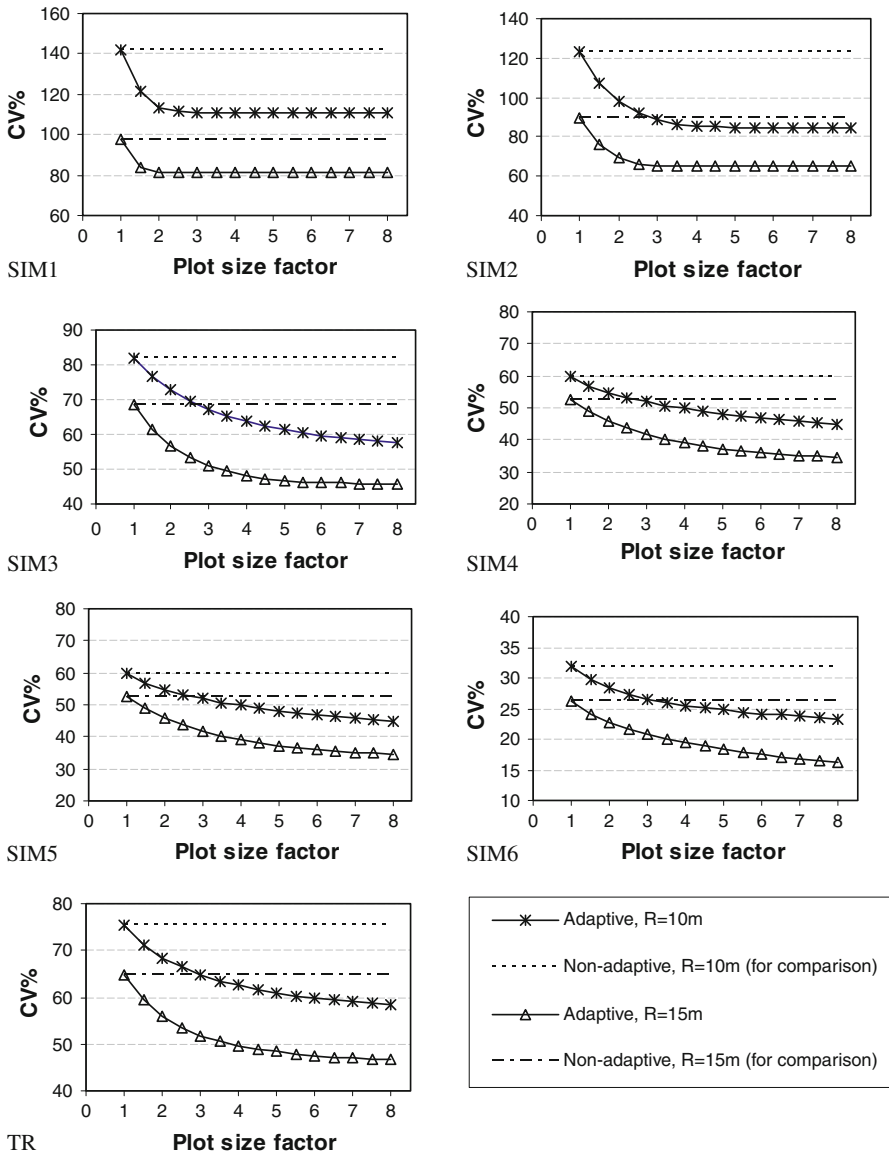 160
140
120
100
80
60
CV%
0 1 2 3 4 5 6 7 8
Plot size factor
SIM1
140
120
100
80
60
40
CV%
0 1 2 3 4 5 6 7 8
Plot size factor
SIM2
90
80
70
60
50
40
CV%
0 1 2 3 4 5 6 7 8
Plot size factor
SIM3
80
70
60
50
40
30
20
CV%
0 1 2 3 4 5 6 7 8
Plot size factor
SIM4
80
70
60
50
40
30
20
CV%
0 1 2 3 4 5 6 7 8
Plot size factor
SIM5
40
35
30
25
20
15
10
CV%
0 1 2 3 4 5 6 7 8
Plot size factor
SIM6
80
70
60
50
40
CV%
0 1 2 3 4 5 6 7 8
Plot size factor
TR
Adaptive, R=10m
Non-adaptive, R=10m (for comparison)
Adaptive, R=15m
Non-adaptive, R=15m (for comparison)